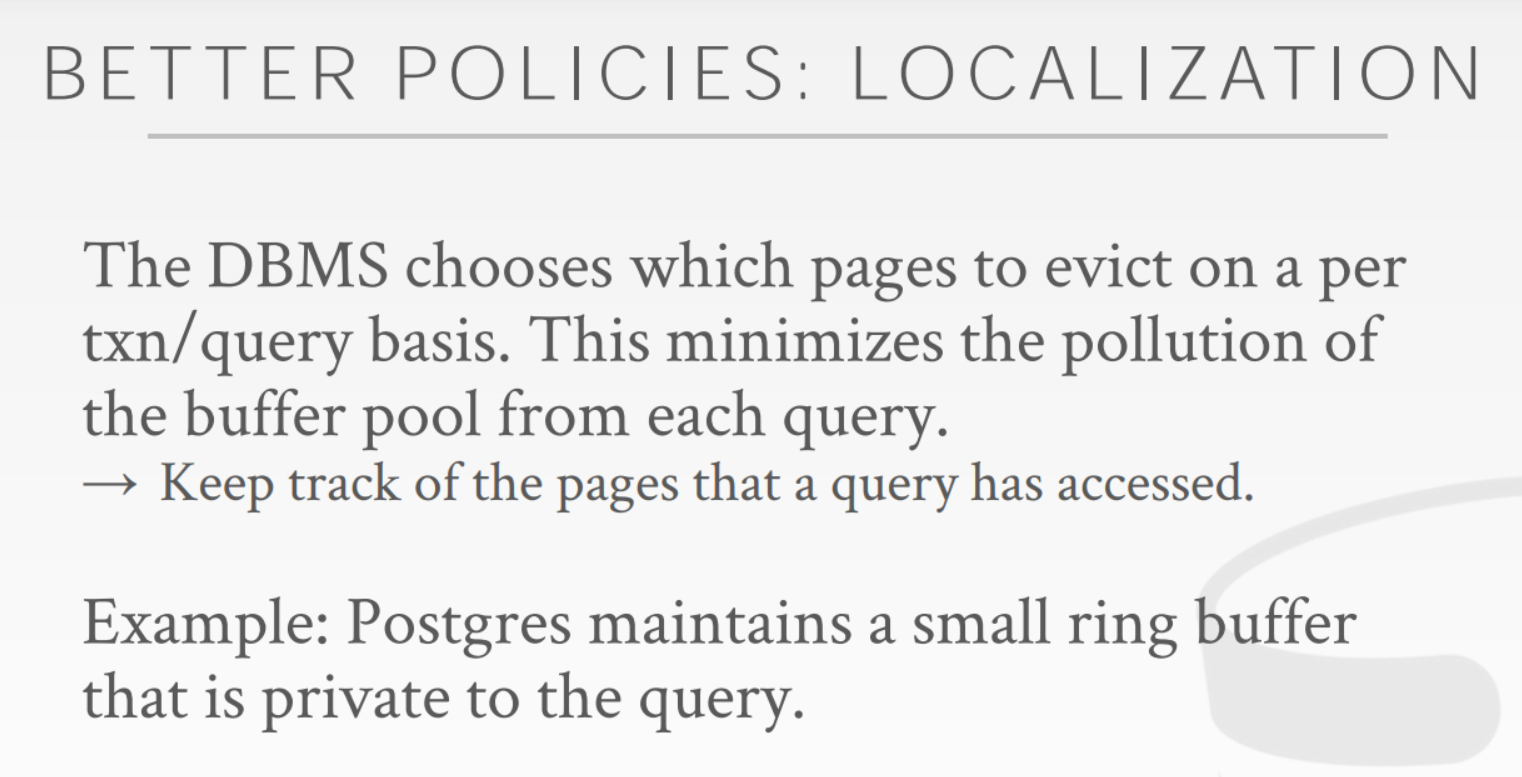 BETTER POLICIES: LOCALIZATION
The DBMS chooses which pages to evict on a per
txn/query basis. This minimizes the pollution of
the buffer pool from each query.
→ Keep track of the pages that a query has accessed.
Example: Postgres maintains a small ring buffer
that is private to the query.